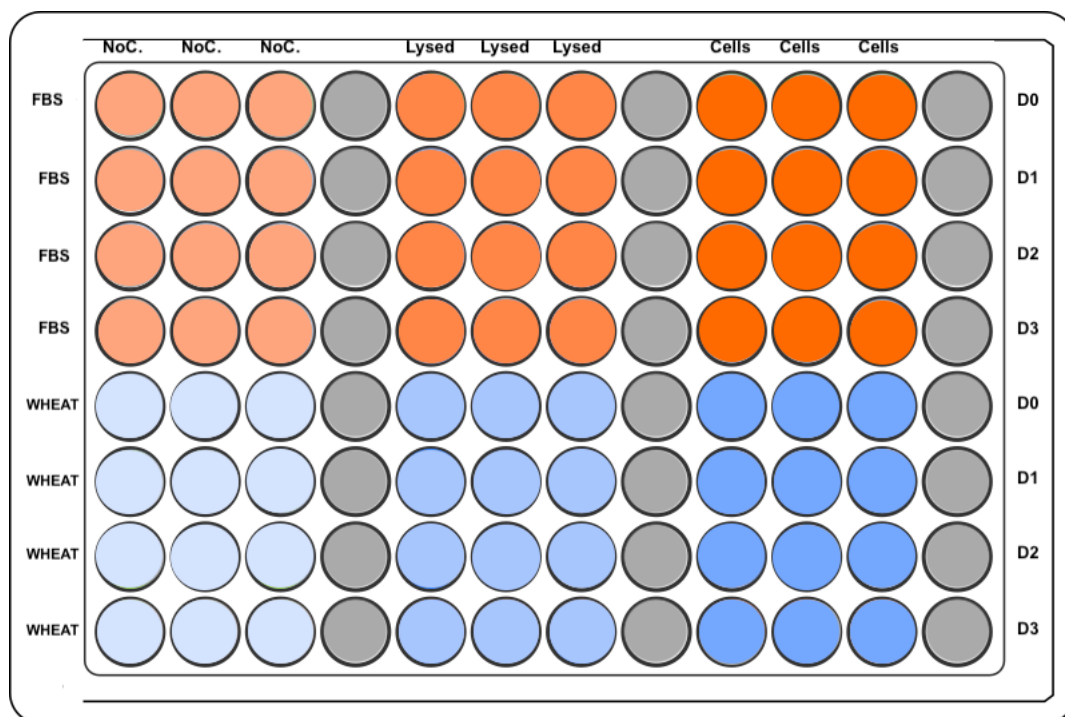 NoC. NoC. NoC. Lysed Lysed Lysed Cells Cells Cells
FBS D0
FBS D1
FBS D2
FBS D3
WHEAT D0
WHEAT D1
WHEAT D2
WHEAT D3